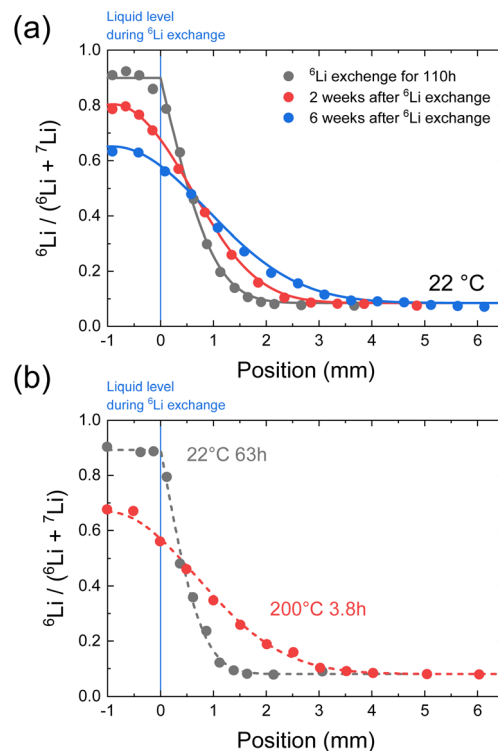 (a)
Liquid level
during ⁶Li exchange
⁶Li exchenge for 110h
2 weeks after ⁶Li exchange
6 weeks after ⁶Li exchange
22 °C
⁶Li / (⁶Li + ⁷Li)
1.0
0.8
0.6
0.4
0.2
0.0
-1 0 1 2 3 4 5 6
Position (mm)
(b)
Liquid level
during ⁶Li exchange
22°C 63h
200°C 3.8h
⁶Li / (⁶Li + ⁷Li)
1.0
0.8
0.6
0.4
0.2
0.0
-1 0 1 2 3 4 5 6
Position (mm)